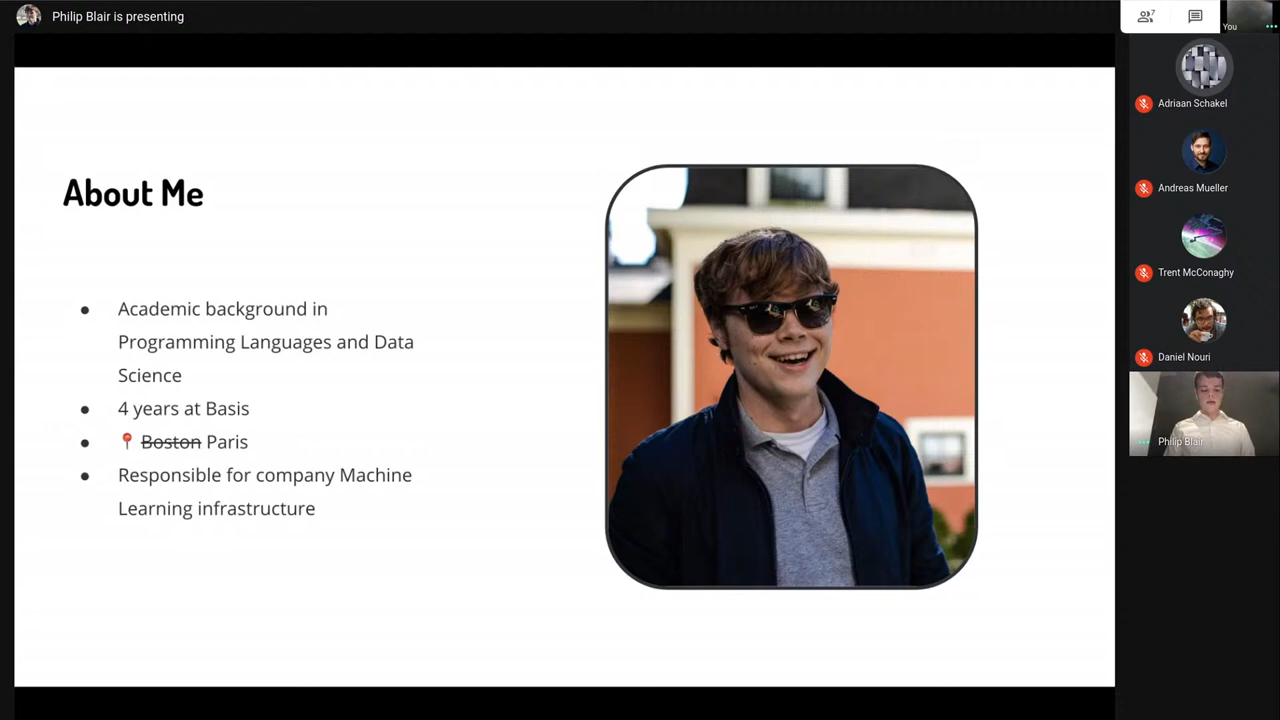 Philip Blair is presenting
7
You
Adriaan Schakel
Andreas Mueller
Trent McConaghy
Daniel Nouri
Philip Blair
About Me
● Academic background in
Programming Languages and Data
Science
● 4 years at Basis
● 📍 Boston Paris
● Responsible for company Machine
Learning infrastructure